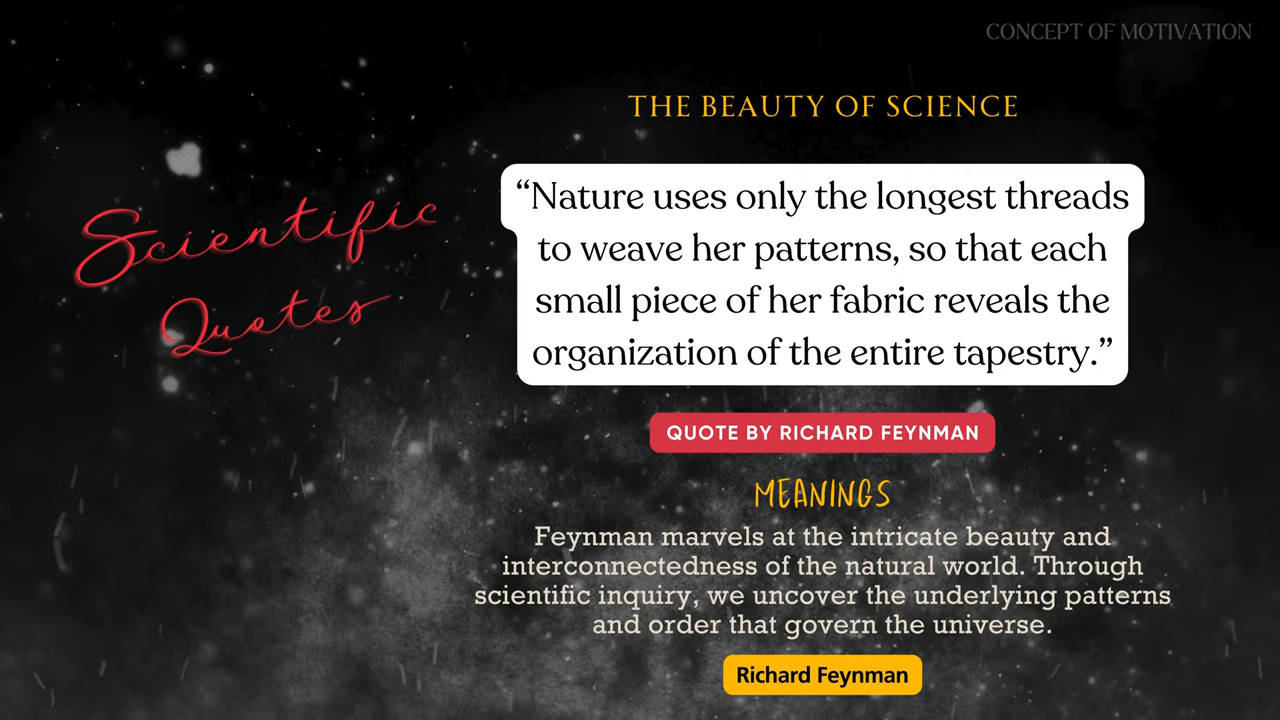 CONCEPT OF MOTIVATION
THE BEAUTY OF SCIENCE
Scientific
Quotes
“Nature uses only the longest threads
to weave her patterns, so that each
small piece of her fabric reveals the
organization of the entire tapestry.”
QUOTE BY RICHARD FEYNMAN
MEANINGS
Feynman marvels at the intricate beauty and
interconnectedness of the natural world. Through
scientific inquiry, we uncover the underlying patterns
and order that govern the universe.
Richard Feynman